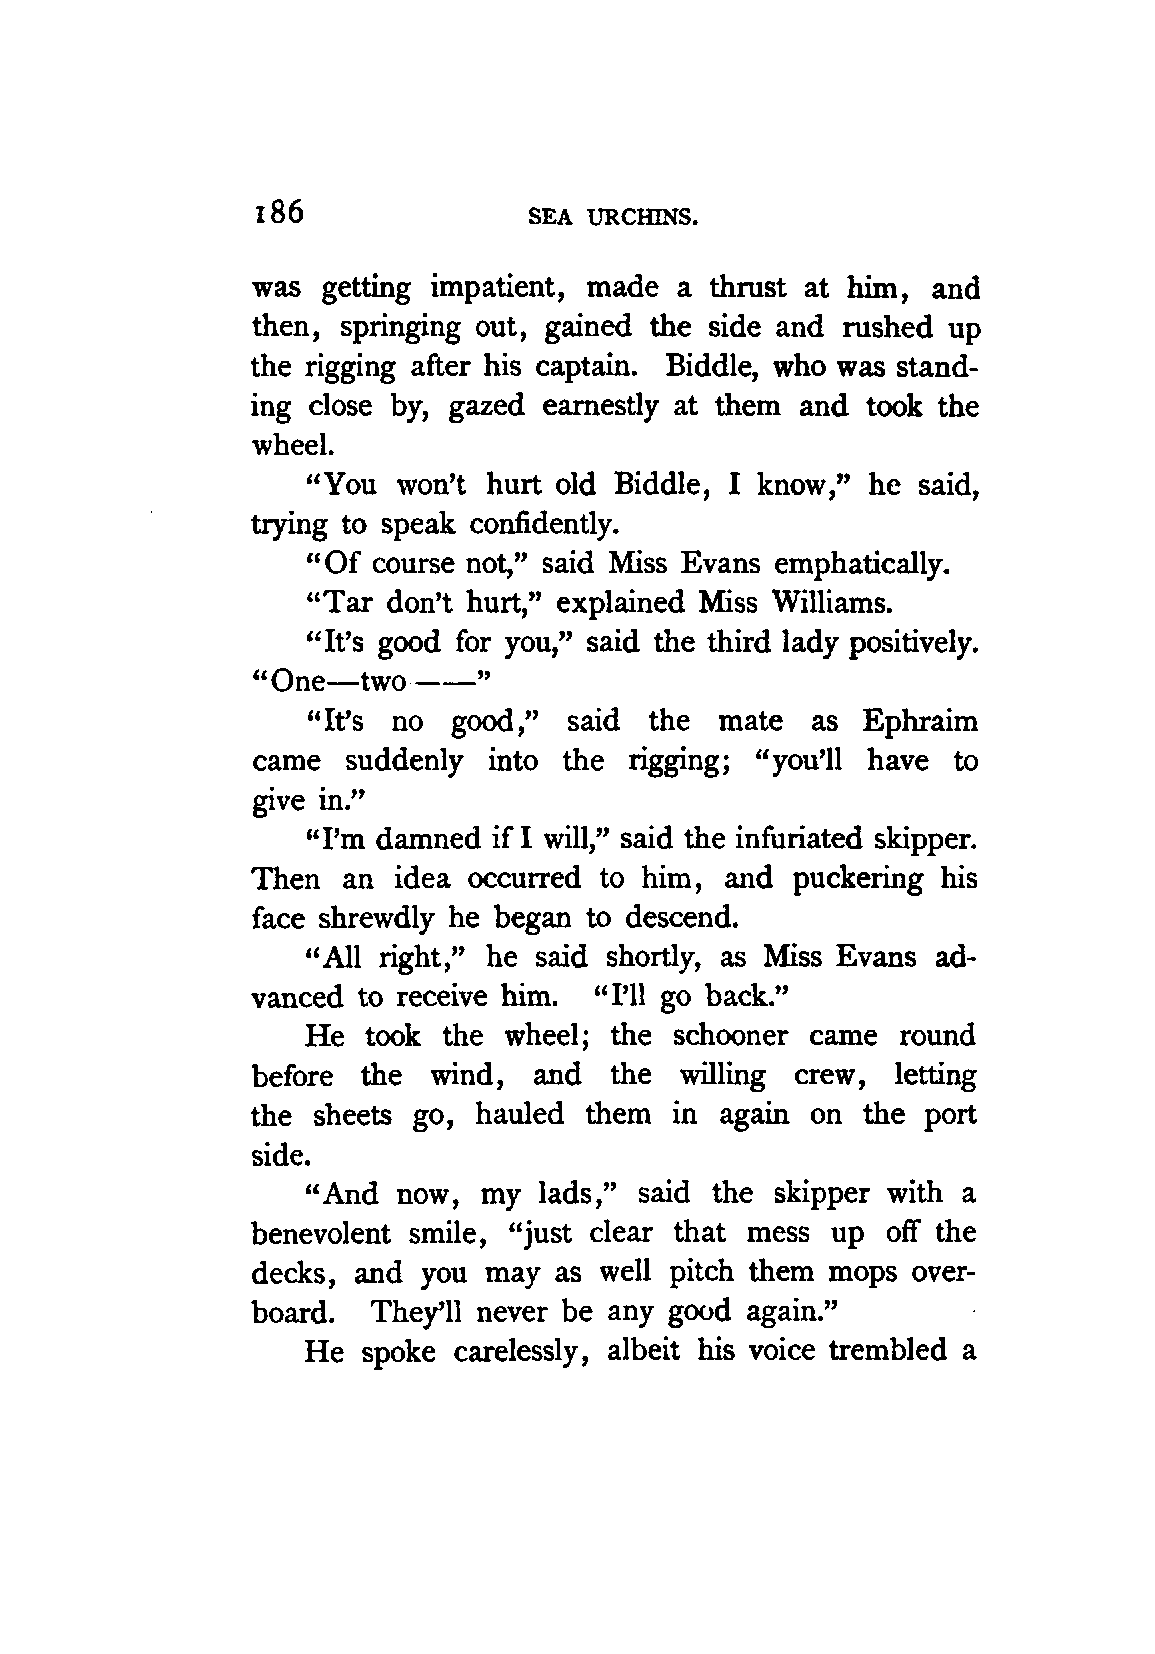 186 SEA URCHINS.
was getting impatient, made a thrust at him, and
then, springing out, gained the side and rushed up
the rigging after his captain. Biddle, who was stand-
ing close by, gazed earnestly at them and took the
wheel.
“You won't hurt old Biddle, I know,” he said,
trying to speak confidently.
“Of course not,” said Miss Evans emphatically.
“Tar don't hurt,” explained Miss Williams.
“It's good for you,” said the third lady positively.
“One—two ——”
“It's no good,” said the mate as Ephraim
came suddenly into the rigging; “you'll have to
give in.”
“I'm damned if I will,” said the infuriated skipper.
Then an idea occurred to him, and puckering his
face shrewdly he began to descend.
“All right,” he said shortly, as Miss Evans ad-
vanced to receive him. “I'll go back.”
He took the wheel; the schooner came round
before the wind, and the willing crew, letting
the sheets go, hauled them in again on the port
side.
“And now, my lads,” said the skipper with a
benevolent smile, “just clear that mess up off the
decks, and you may as well pitch them mops over-
board. They'll never be any good again.”
He spoke carelessly, albeit his voice trembled a